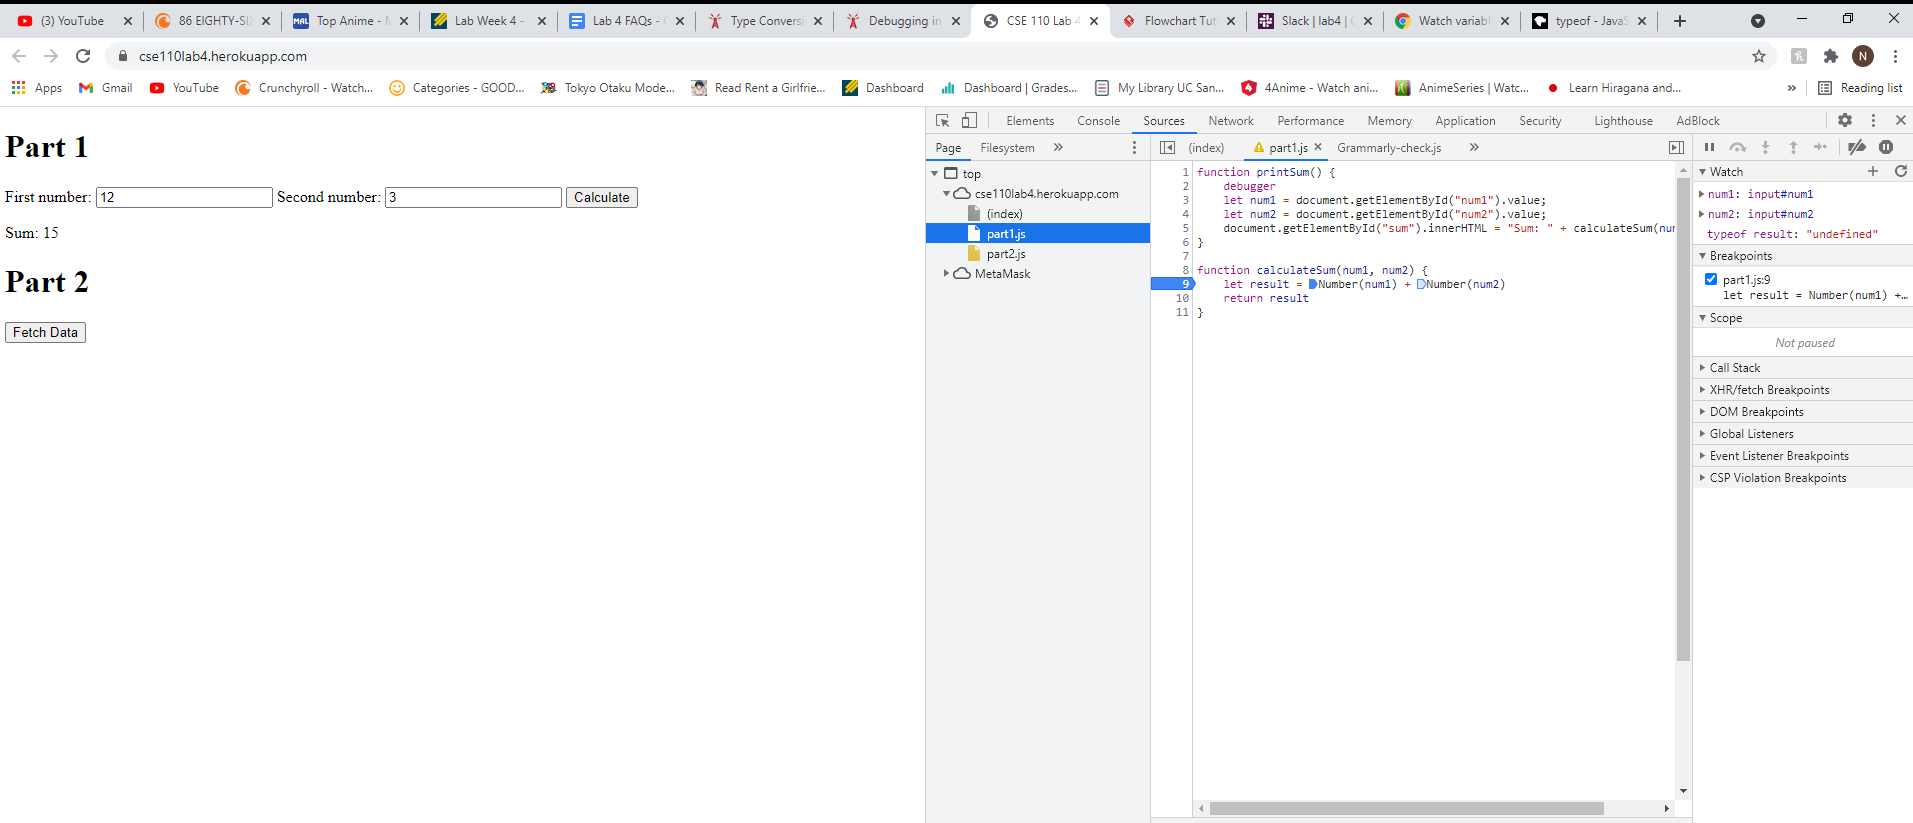 (3) YouTube
86 EIGHTY-SIX
Top Anime - M
Lab Week 4 -
Lab 4 FAQs -
Type Conversi
Debugging in
CSE 110 Lab 4
Flowchart Tut
Slack | lab4 |
Watch variabl
typeof - JavaS
cse110lab4.herokuapp.com
N
Apps
Gmail
YouTube
Crunchyroll - Watch...
Categories - GOOD...
Tokyo Otaku Mode...
Read Rent a Girlfrie...
Dashboard
Dashboard | Grades...
My Library UC San...
4Anime - Watch ani...
AnimeSeries | Watc...
Learn Hiragana and...
»
Reading list
Part 1
First number: 12 Second number: 3 Calculate
Sum: 15
Part 2
Fetch Data
Elements Console Sources Network Performance Memory Application Security Lighthouse AdBlock
Page Filesystem »
top
cse110lab4.herokuapp.com
(index)
part1.js
part2.js
MetaMask
(index) part1.js Grammarly-check.js »
1 function printSum() {
2 debugger
3 let num1 = document.getElementById("num1").value;
4 let num2 = document.getElementById("num2").value;
5 document.getElementById("sum").innerHTML = "Sum: " + calculateSum(nu
6 }
7
8 function calculateSum(num1, num2) {
9 let result = Number(num1) + Number(num2)
10 return result
11 }
Watch
num1: input#num1
num2: input#num2
typeof result: "undefined"
Breakpoints
part1.js:9
let result = Number(num1) +…
Scope
Not paused
Call Stack
XHR/fetch Breakpoints
DOM Breakpoints
Global Listeners
Event Listener Breakpoints
CSP Violation Breakpoints